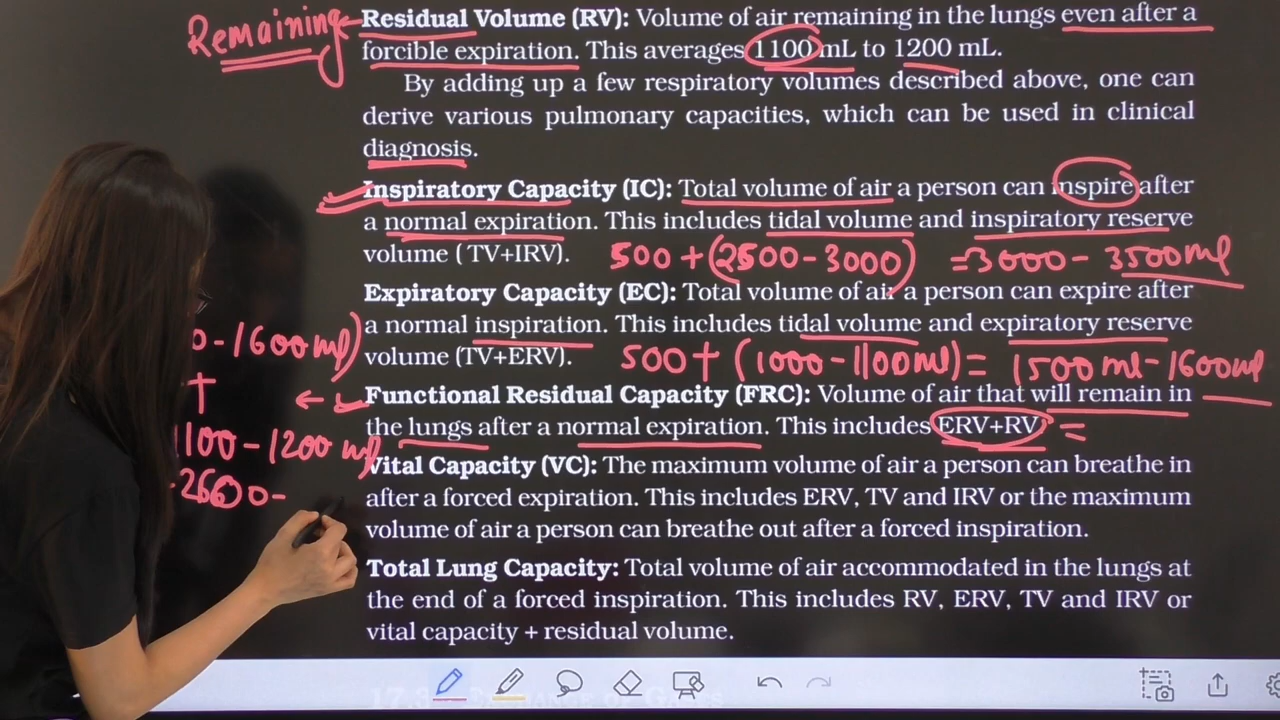 Remaining
Residual Volume (RV): Volume of air remaining in the lungs even after a
forcible expiration. This averages 1100 mL to 1200 mL.
By adding up a few respiratory volumes described above, one can
derive various pulmonary capacities, which can be used in clinical
diagnosis.
Inspiratory Capacity (IC): Total volume of air a person can inspire after
a normal expiration. This includes tidal volume and inspiratory reserve
volume ( TV+IRV).
500 + (2500 - 3000) = 3000 - 3500ml
Expiratory Capacity (EC): Total volume of air a person can expire after
a normal inspiration. This includes tidal volume and expiratory reserve
volume (TV+ERV).
500 + (1000 - 1100ml) = 1500 ml - 1600ml
0 - 1600 ml)
+
1100 - 1200 ml
2600 -
Functional Residual Capacity (FRC): Volume of air that will remain in
the lungs after a normal expiration. This includes ERV+RV. =
Vital Capacity (VC): The maximum volume of air a person can breathe in
after a forced expiration. This includes ERV, TV and IRV or the maximum
volume of air a person can breathe out after a forced inspiration.
Total Lung Capacity: Total volume of air accommodated in the lungs at
the end of a forced inspiration. This includes RV, ERV, TV and IRV or
vital capacity + residual volume.